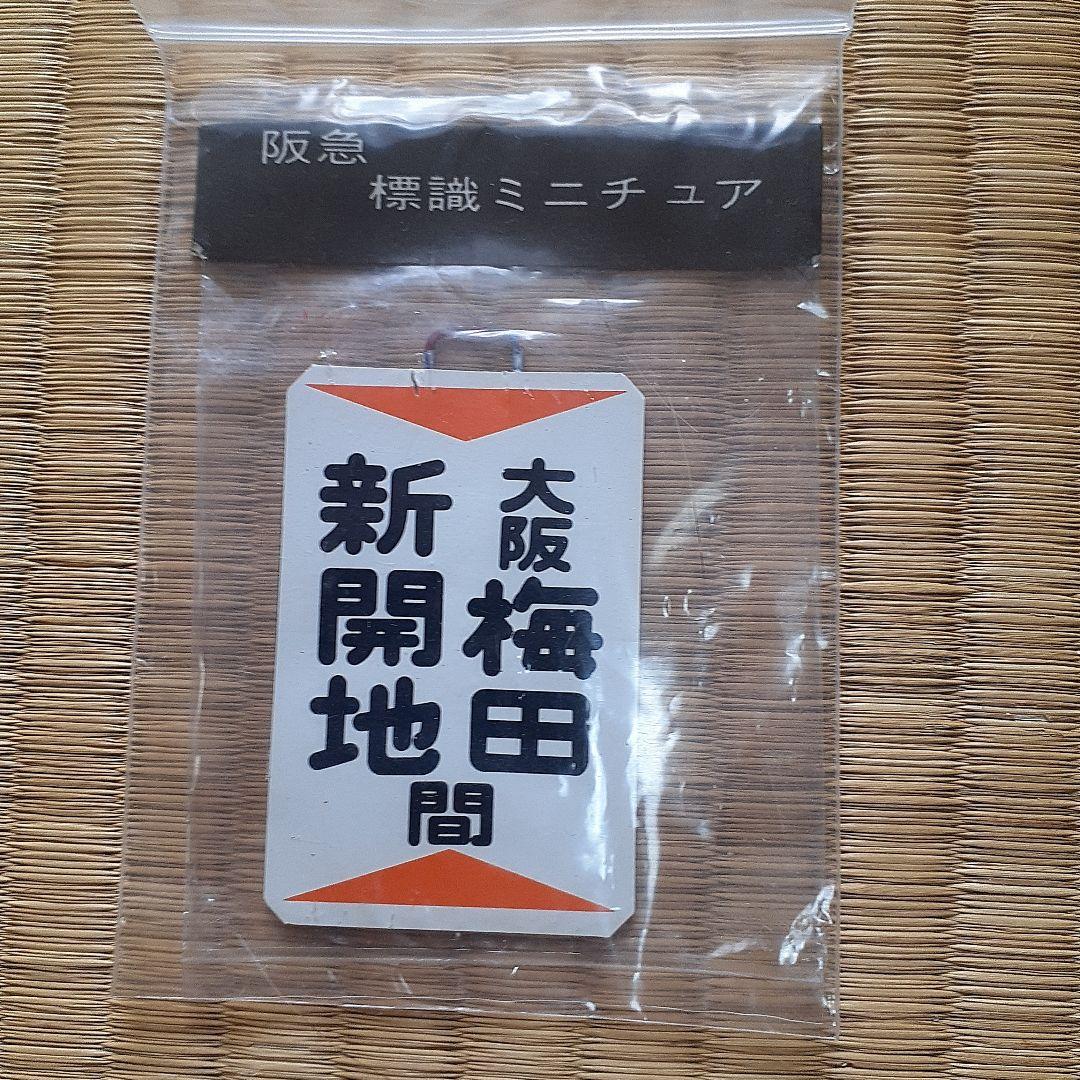 阪急
標識ミニチュア
大阪梅田
新開地
間